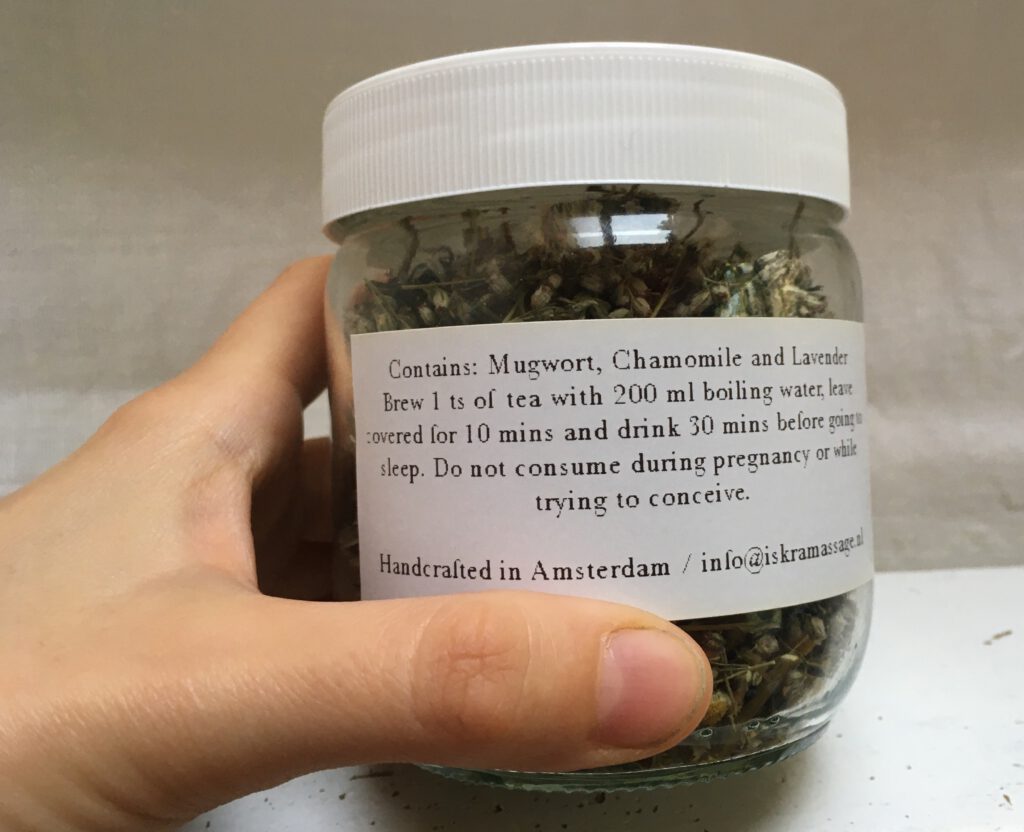 Contains: Mugwort, Chamomile and Lavender
Brew 1 ts of tea with 200 ml boiling water, leave
covered for 10 mins and drink 30 mins before going to
sleep. Do not consume during pregnancy or while
trying to conceive.
Handcrafted in Amsterdam / info@iskramassage.nl